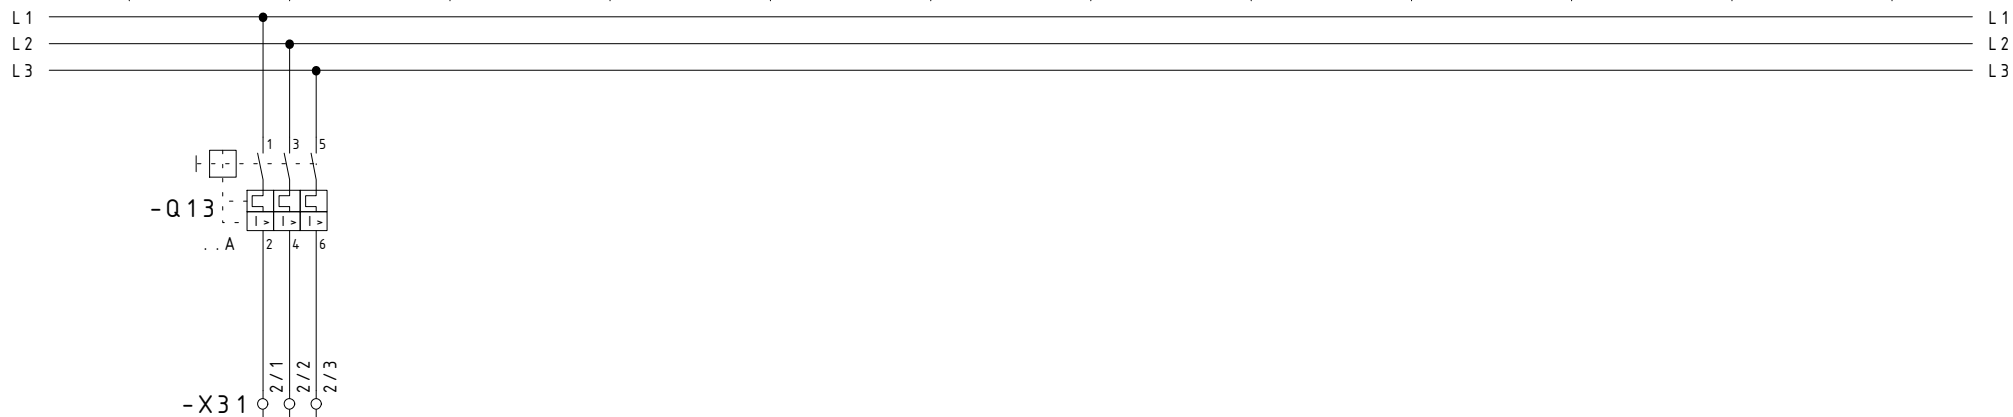 L1 L1
L2 L2
L3 L3
1 3 5
-Q13
I> I> I>
..A 2 4 6
2/1 2/2 2/3
-X31